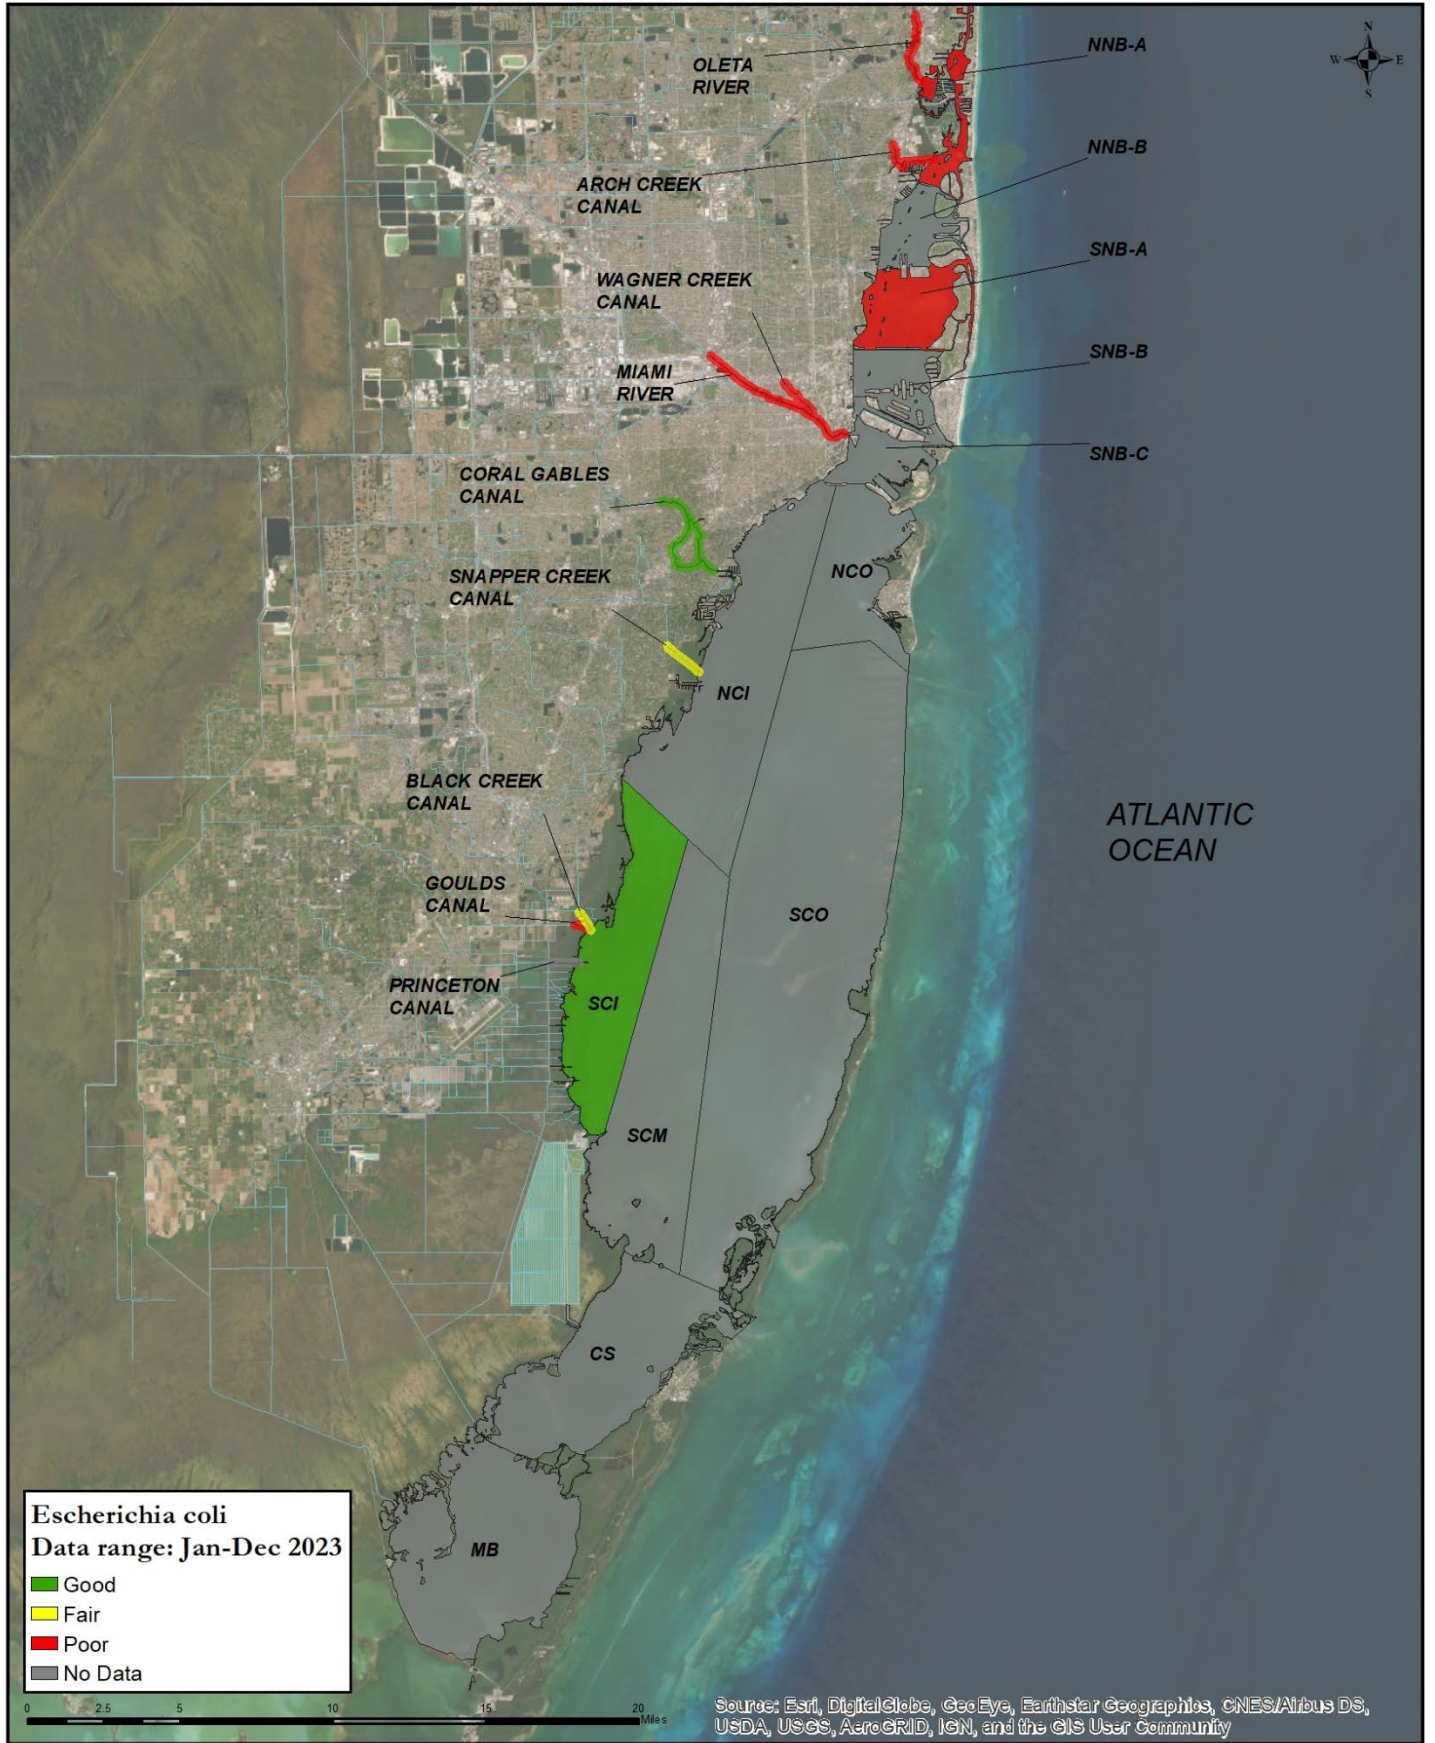 N
W
E
S
OLETA
RIVER
NNB-A
NNB-B
ARCH CREEK
CANAL
SNB-A
WAGNER CREEK
CANAL
SNB-B
MIAMI
RIVER
SNB-C
CORAL GABLES
CANAL
NCO
SNAPPER CREEK
CANAL
NCI
BLACK CREEK
CANAL
ATLANTIC
OCEAN
GOULDS
CANAL
SCO
PRINCETON
CANAL
SCI
SCM
CS
MB
Escherichia coli
Data range: Jan-Dec 2023
Good
Fair
Poor
No Data
0 2.5 5 10 15 20
Miles
Source: Esri, DigitalGlobe, GeoEye, Earthstar Geographics, CNES/Airbus DS,
USDA, USGS, AeroGRID, IGN, and the GIS User Community